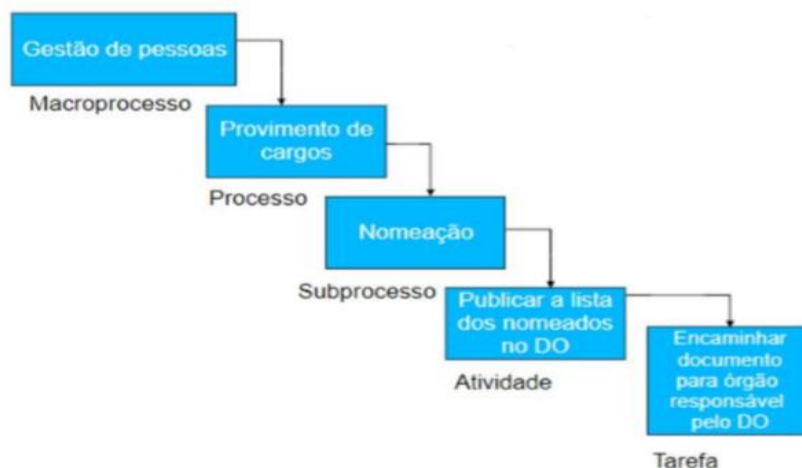 Gestão de pessoas
Macroprocesso
Provimento de
cargos
Processo
Nomeação
Subprocesso
Publicar a lista
dos nomeados
no DO
Atividade
Encaminhar
documento
para órgão
responsável
pelo DO
Tarefa